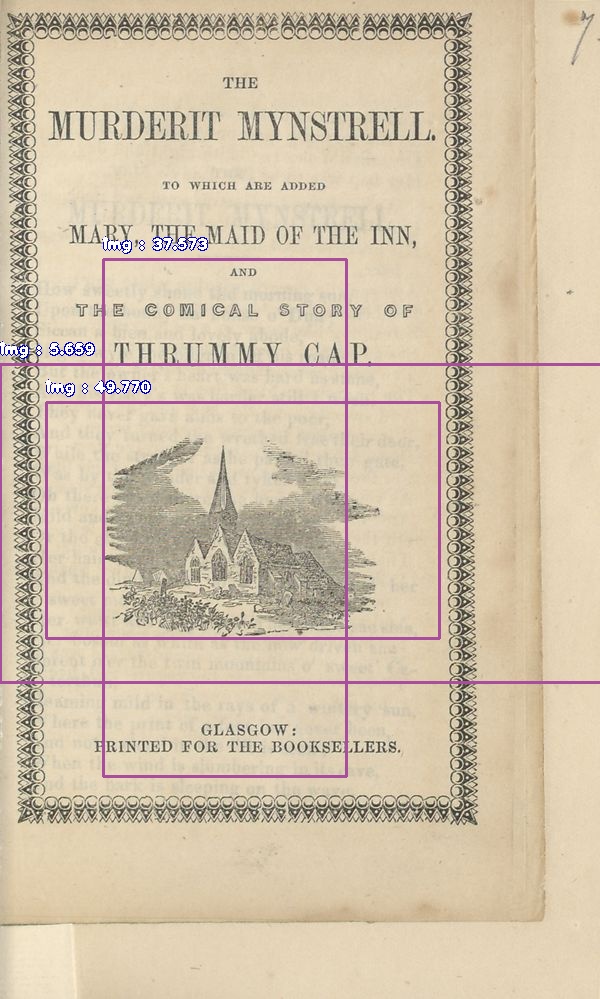 7
THE
MURDERIT MYNSTRELL.
TO WHICH ARE ADDED
MARY, THE MAID OF THE INN,
img : 37.573
AND
THE COMICAL STORY OF
img : 5.659
THRUMMY CAP.
img : 49.770
GLASGOW:
PRINTED FOR THE BOOKSELLERS.